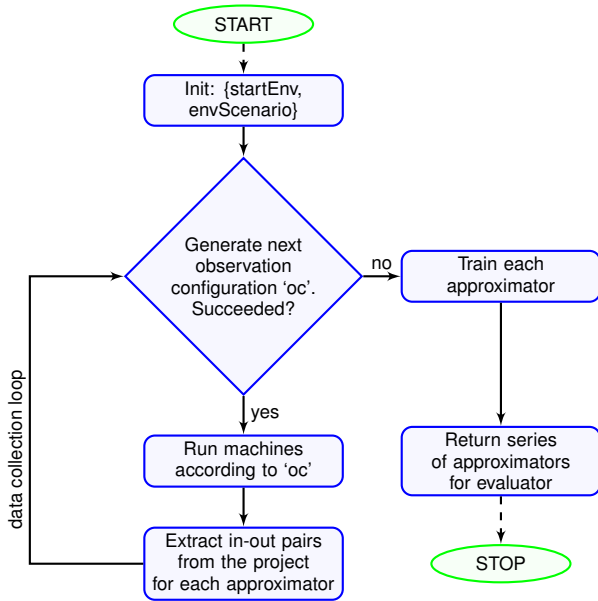 START
Init: {startEnv,
envScenario}
Generate next
observation
configuration ‘oc’.
Succeeded?
no
Train each
approximator
yes
Run machines
according to ‘oc’
Return series
of approximators
for evaluator
data collection loop
Extract in-out pairs
from the project
for each approximator
STOP